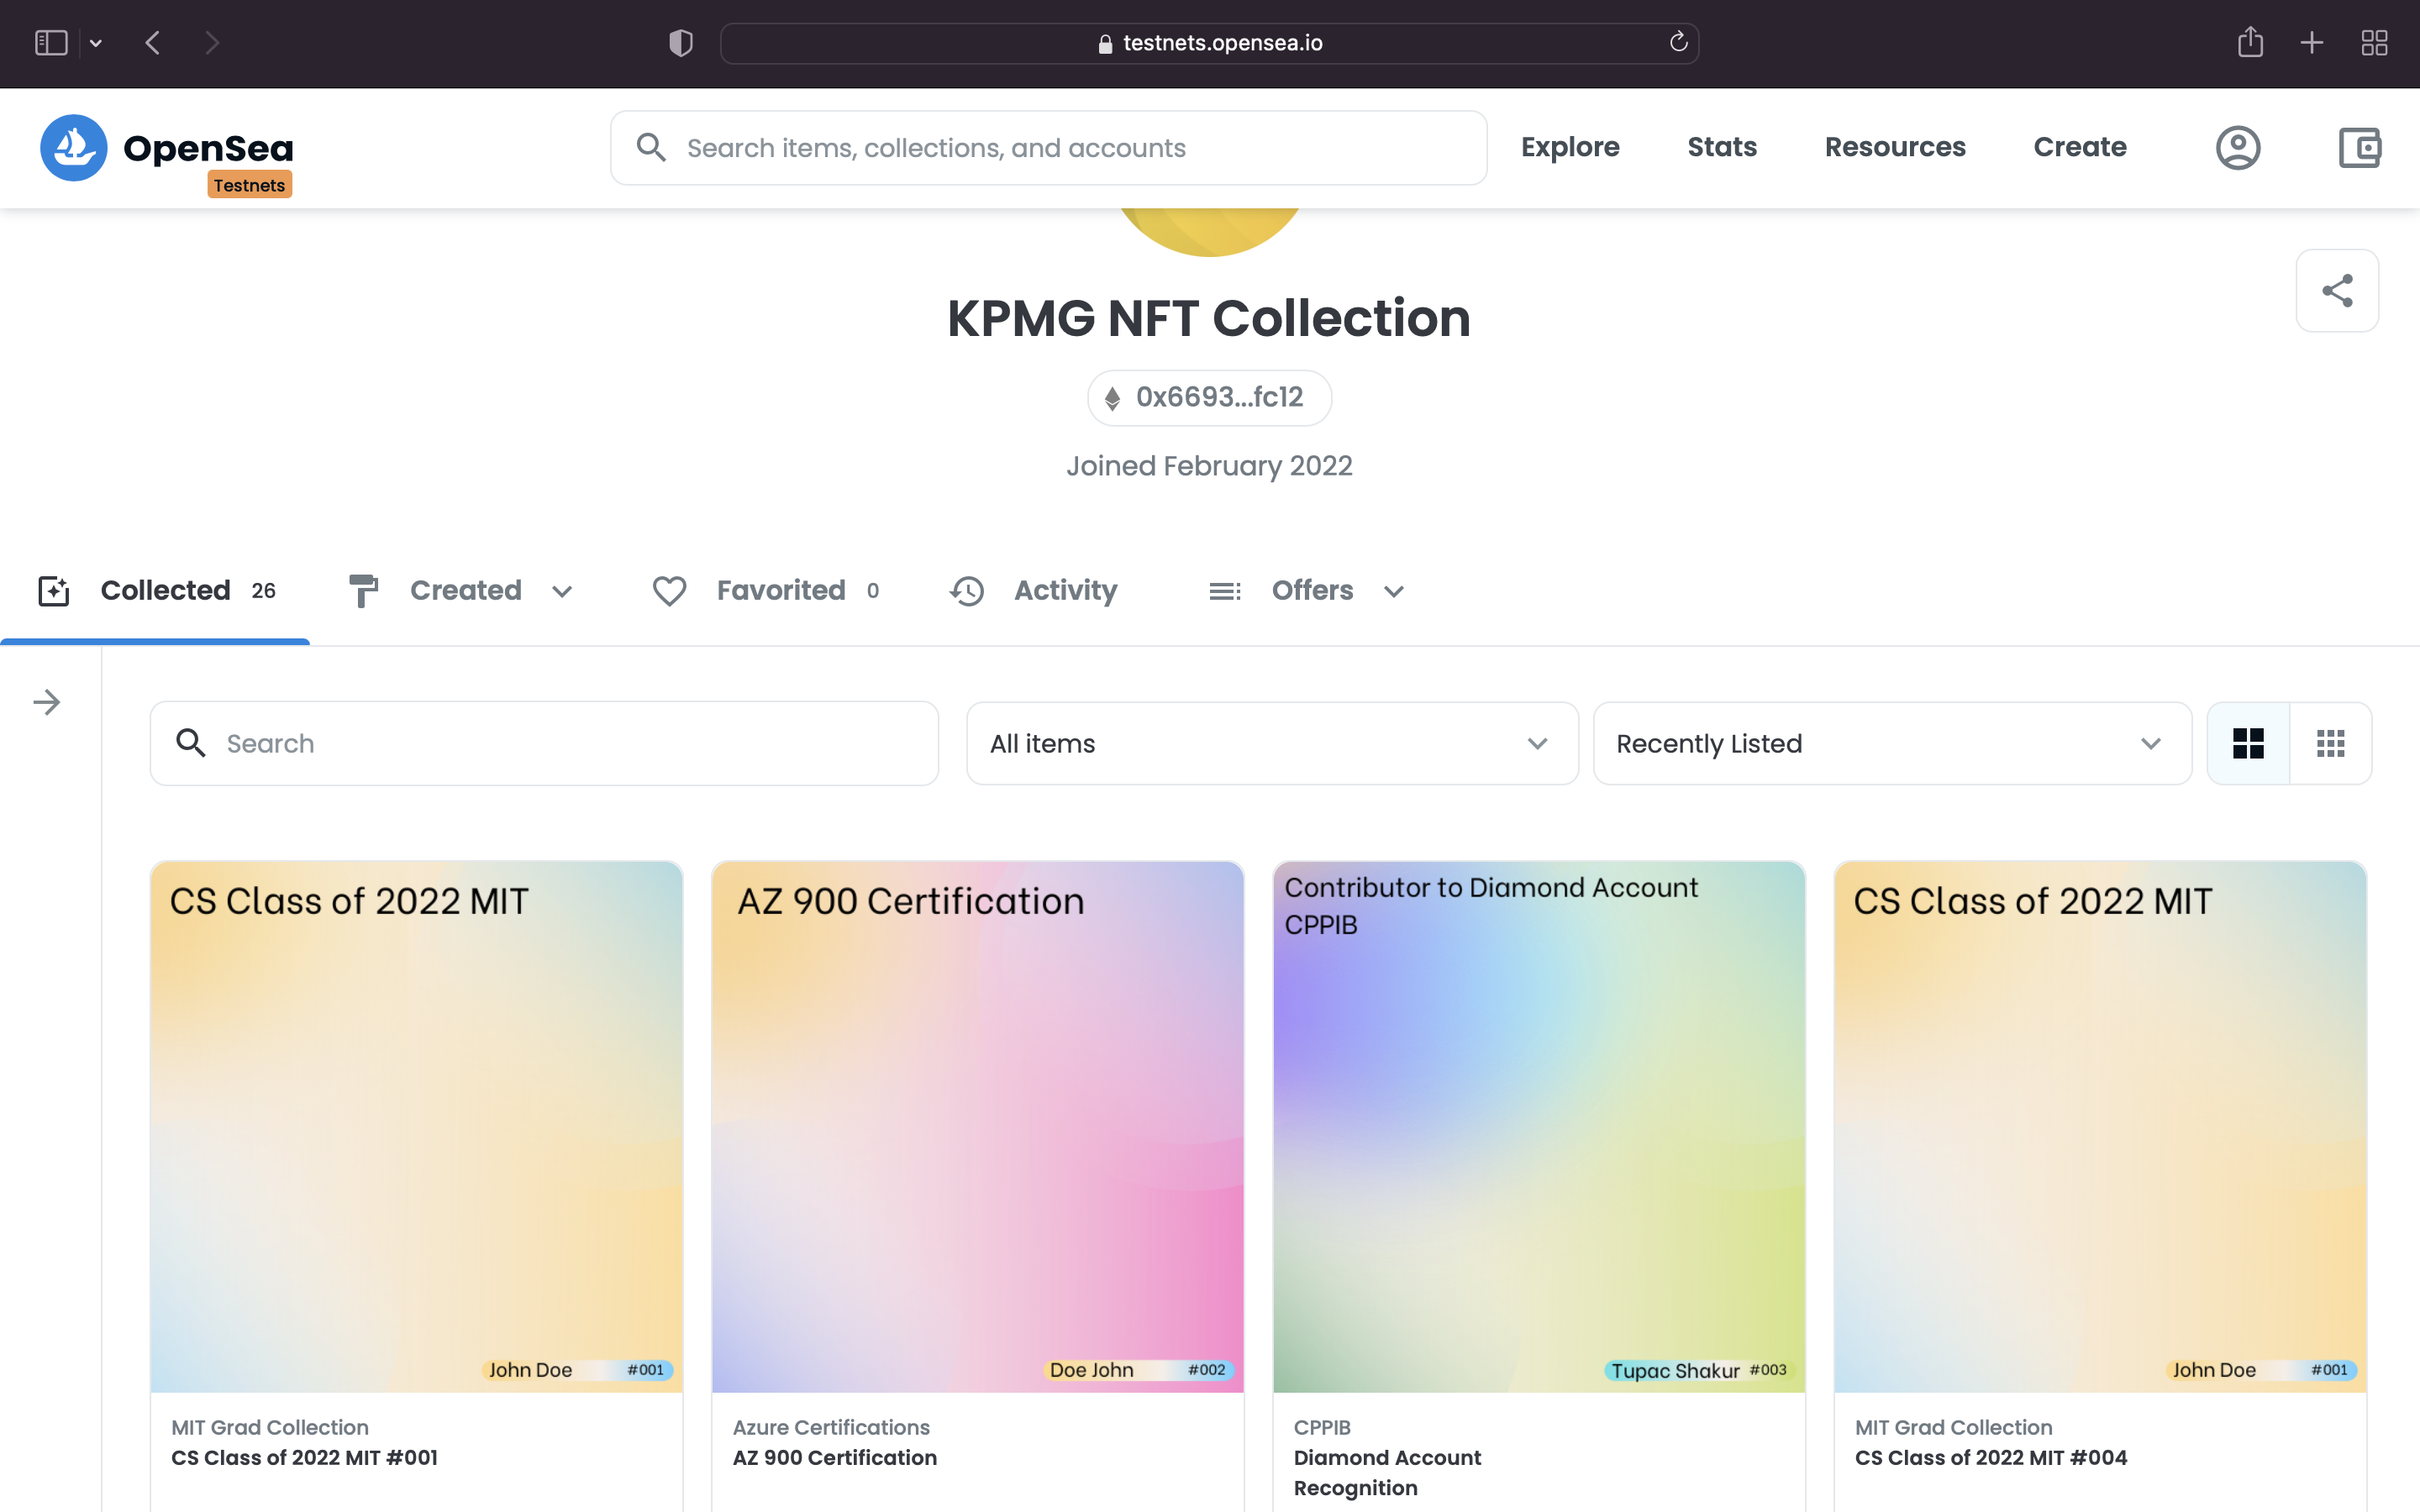 testnets.opensea.io
OpenSea
Testnets
Search items, collections, and accounts
Explore
Stats
Resources
Create
KPMG NFT Collection
0x6693...fc12
Joined February 2022
Collected 26
Created
Favorited 0
Activity
Offers
Search
All items
Recently Listed
CS Class of 2022 MIT
John Doe #001
MIT Grad Collection
CS Class of 2022 MIT #001
AZ 900 Certification
Doe John #002
Azure Certifications
AZ 900 Certification
Contributor to Diamond Account
CPPIB
Tupac Shakur #003
CPPIB
Diamond Account
Recognition
CS Class of 2022 MIT
John Doe #001
MIT Grad Collection
CS Class of 2022 MIT #004